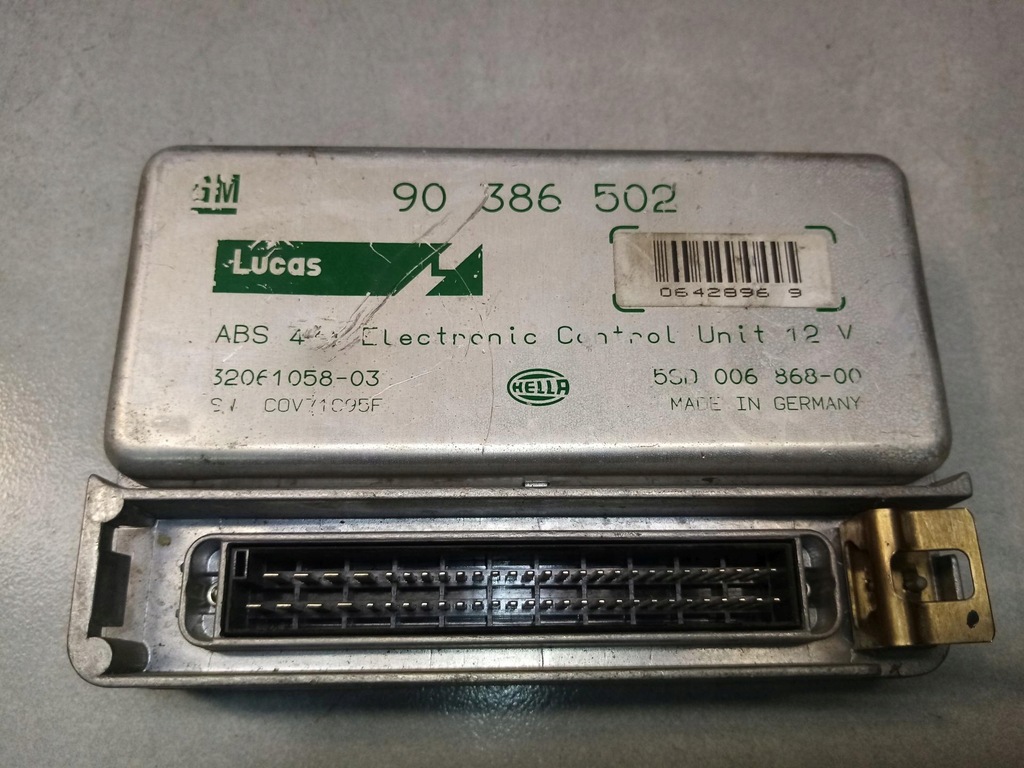 GM 90 386 502
Lucas
0642896 9
ABS Electronic Control Unit 12 V
32061058-03 HELLA 5SD 006 868-00
MADE IN GERMANY